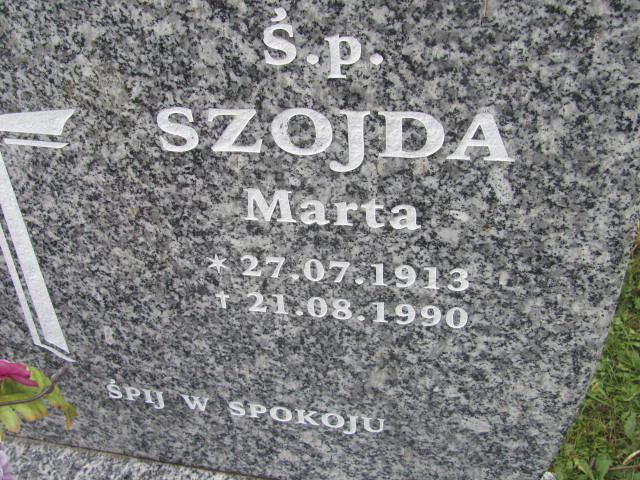 Ś.p.
SZOJDA
Marta
* 27.07.1913
† 21.08.1990
ŚPIJ W SPOKOJU